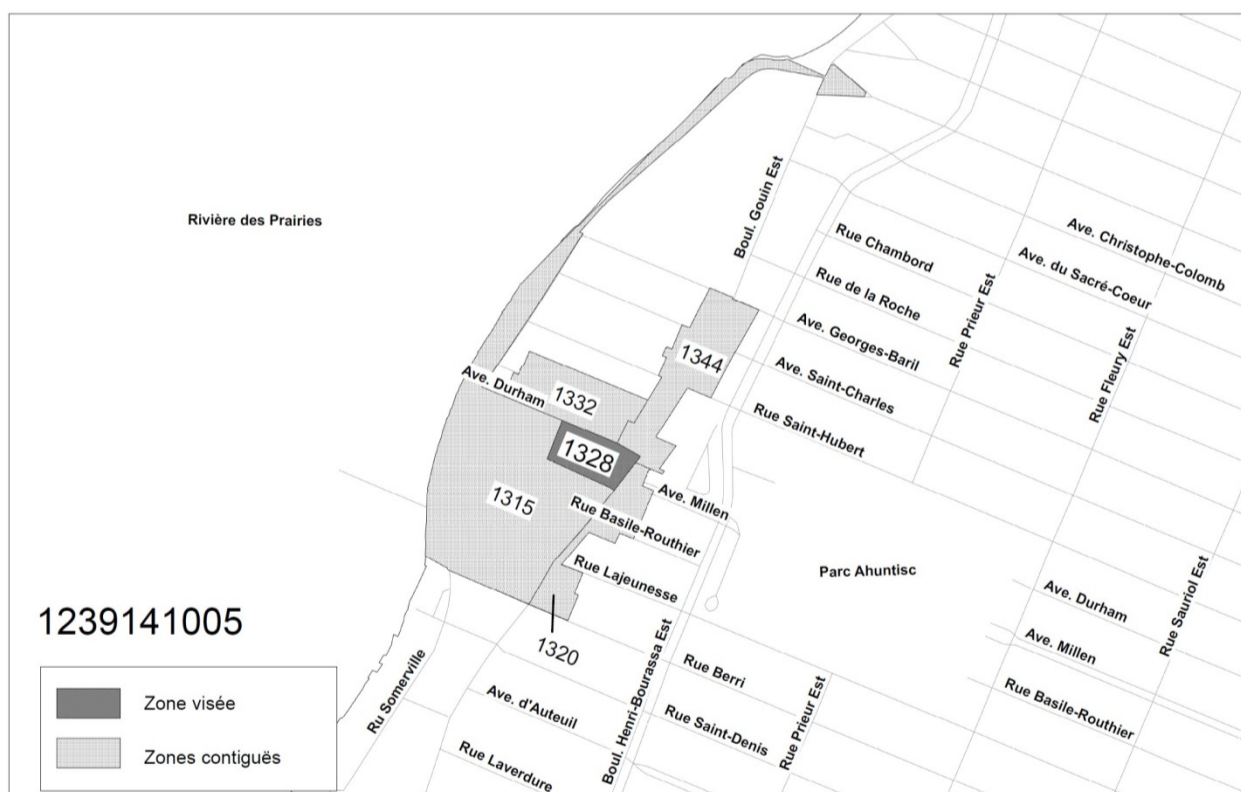 Rivière des Prairies
Boul. Gouin Est
Rue Chambord
Ave. Christophe-Colomb
Ave. du Sacré-Coeur
Rue de la Roche
Rue Prieur Est
Ave. Georges-Baril
Rue Fleury Est
1344
Ave. Saint-Charles
Ave. Durham
1332
Rue Saint-Hubert
1328
1315
Ave. Millen
Rue Basile-Routhier
Rue Lajeunesse
Parc Ahuntisc
Ave. Durham
Rue Sauriol Est
1239141005
1320
Ave. Millen
Rue Berri
Rue Basile-Routhier
Ru Somerville
Boul. Henri-Bourassa Est
Rue Prieur Est
Ave. d'Auteuil
Rue Saint-Denis
Rue Laverdure
Zone visée
Zones contiguës